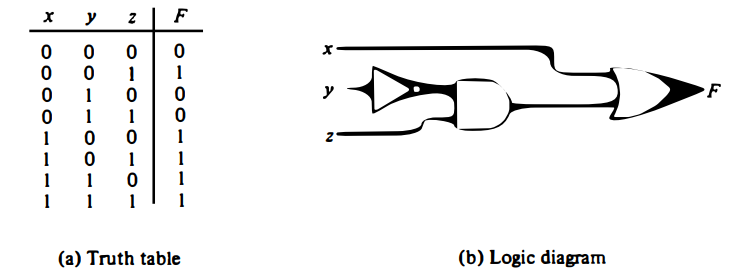 x y z F
0 0 0 0
0 0 1 1
0 1 0 0
0 1 1 0
1 0 0 1
1 0 1 1
1 1 0 1
1 1 1 1
(a) Truth table
x
y
z
F
(b) Logic diagram